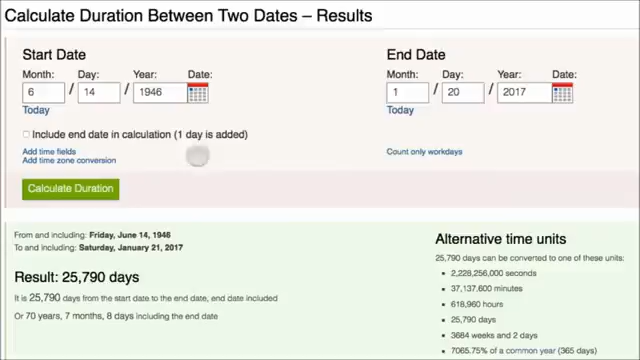 Calculate Duration Between Two Dates – Results
Start Date
Month: Day: Year: Date:
6 / 14 / 1946
Today
Include end date in calculation (1 day is added)
Add time fields
Add time zone conversion
Calculate Duration
End Date
Month: Day: Year: Date:
1 / 20 / 2017
Today
Count only workdays
From and including: Friday, June 14, 1946
To and including: Saturday, January 21, 2017
Result: 25,790 days
It is 25,790 days from the start date to the end date, end date included
Or 70 years, 7 months, 8 days including the end date
Alternative time units
25,790 days can be converted to one of these units:
2,228,256,000 seconds
37,137,600 minutes
618,960 hours
25,790 days
3684 weeks and 2 days
7065.75% of a common year (365 days)